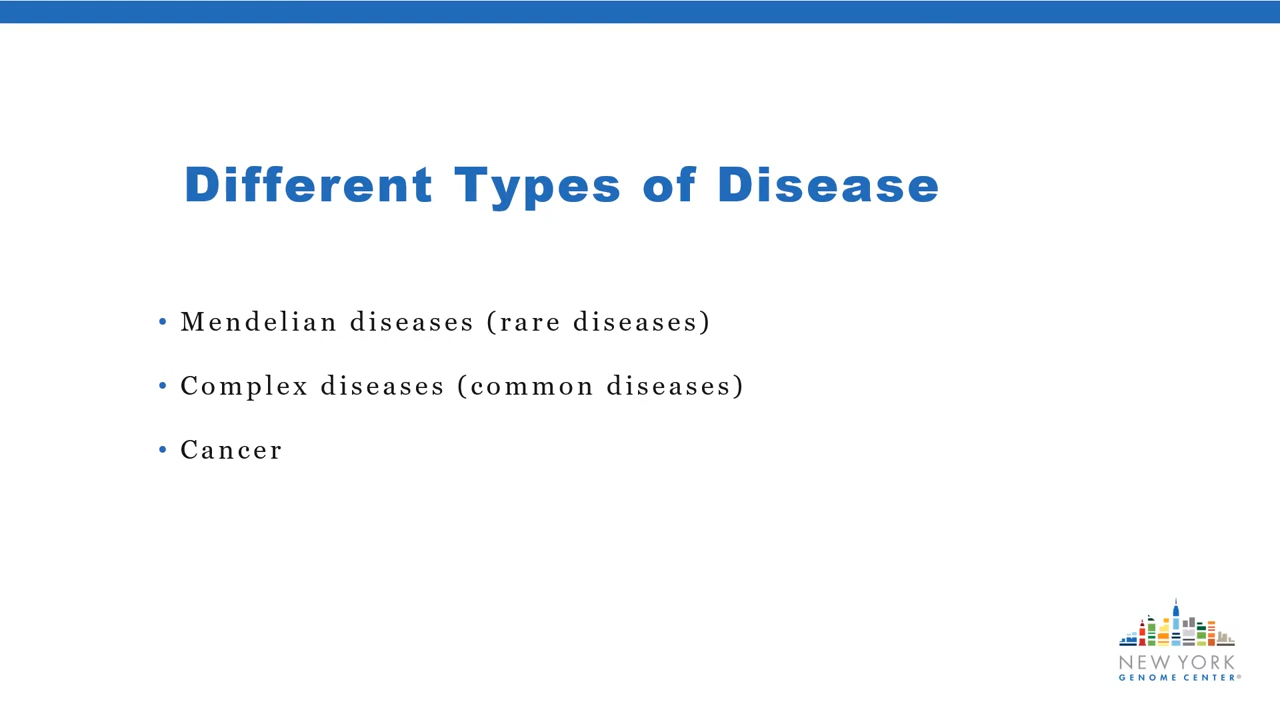 Different Types of Disease
• Mendelian diseases (rare diseases)
• Complex diseases (common diseases)
• Cancer
NEW YORK
GENOME CENTER®